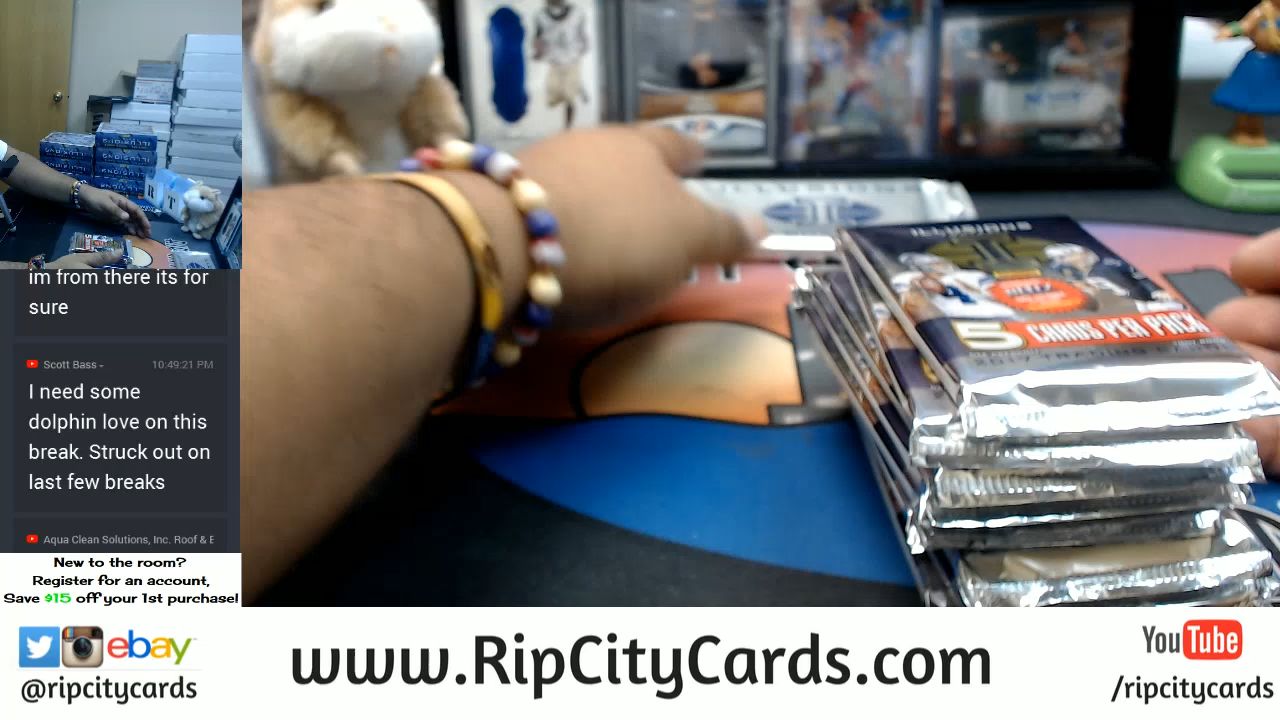 im from there its for
sure
Scott Bass
10:49:21 PM
I need some
dolphin love on this
break. Struck out on
last few breaks
Aqua Clean Solutions, Inc. Roof & E
New to the room?
Register for an account,
Save $15 off your 1st purchase!
ebay
@ripcitycards
www.RipCityCards.com
YouTube
/ripcitycards
ILLUSIONS
5 CARDS PER PACK